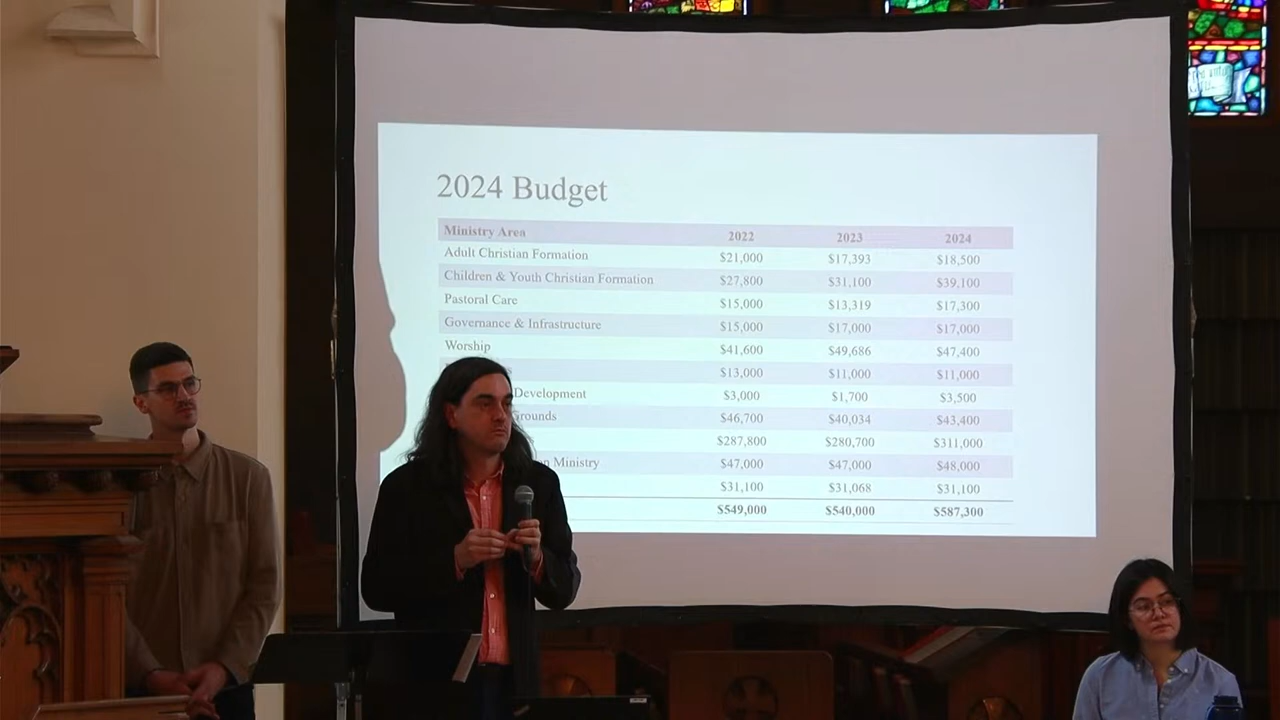 2024 Budget
Ministry Area 2022 2023 2024
Adult Christian Formation $21,000 $17,393 $18,500
Children & Youth Christian Formation $27,800 $31,100 $39,100
Pastoral Care $15,000 $13,319 $17,300
Governance & Infrastructure $15,000 $17,000 $17,000
Worship $41,600 $49,686 $47,400
$13,000 $11,000 $11,000
Development $3,000 $1,700 $3,500
Grounds $46,700 $40,034 $43,400
$287,800 $280,700 $311,000
Ministry $47,000 $47,000 $48,000
$31,100 $31,068 $31,100
$549,000 $540,000 $587,300